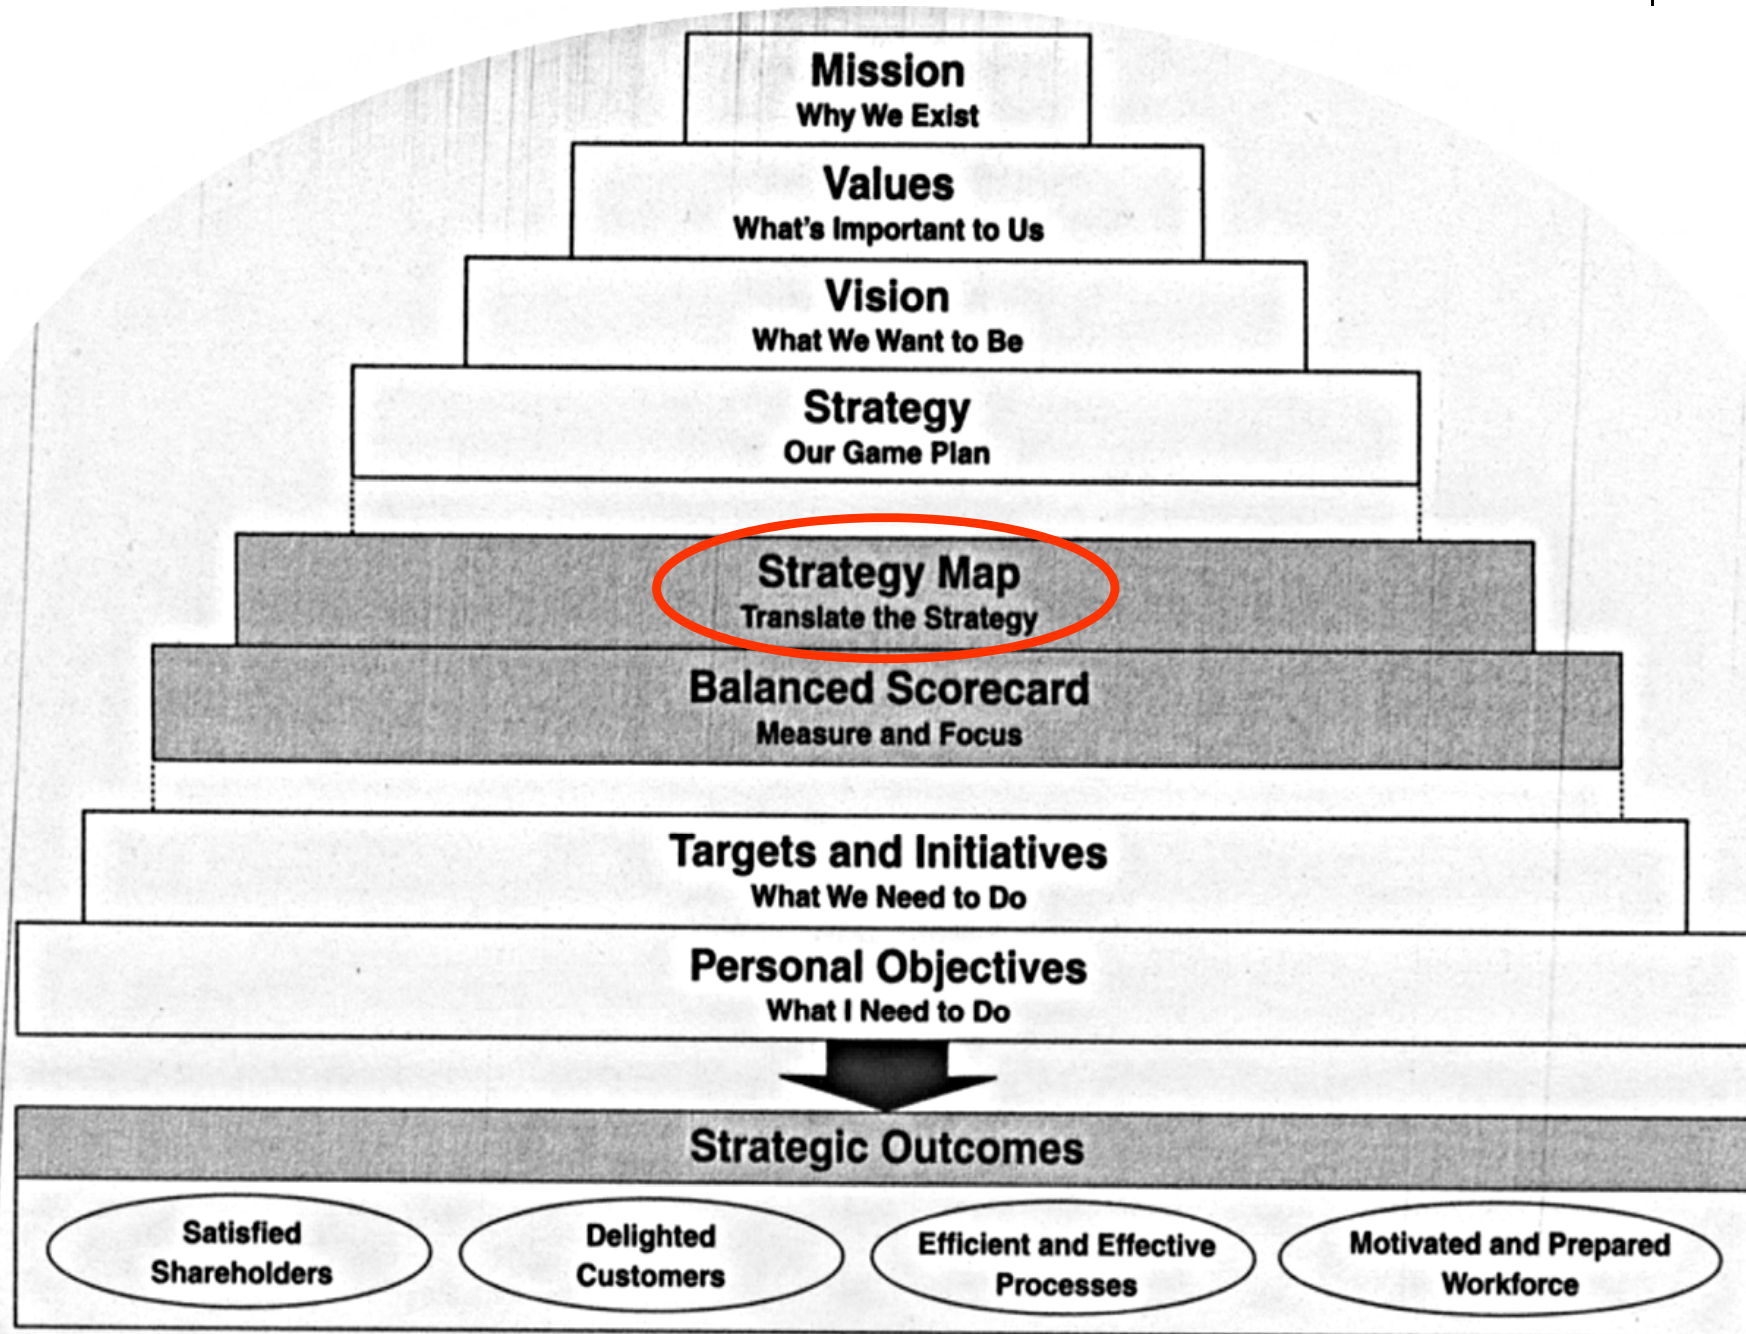 Mission
Why We Exist
Values
What's Important to Us
Vision
What We Want to Be
Strategy
Our Game Plan
Strategy Map
Translate the Strategy
Balanced Scorecard
Measure and Focus
Targets and Initiatives
What We Need to Do
Personal Objectives
What I Need to Do
Strategic Outcomes
Satisfied
Shareholders
Delighted
Customers
Efficient and Effective
Processes
Motivated and Prepared
Workforce